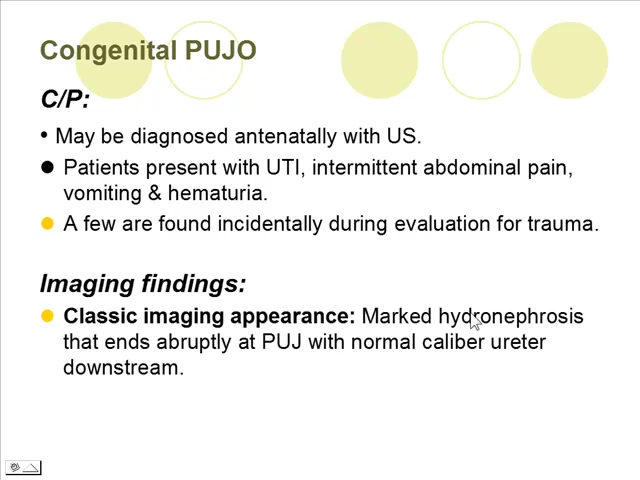 Congenital PUJO
C/P:
• May be diagnosed antenatally with US.
● Patients present with UTI, intermittent abdominal pain,
vomiting & hematuria.
● A few are found incidentally during evaluation for trauma.
Imaging findings:
● Classic imaging appearance: Marked hydronephrosis
that ends abruptly at PUJ with normal caliber ureter
downstream.